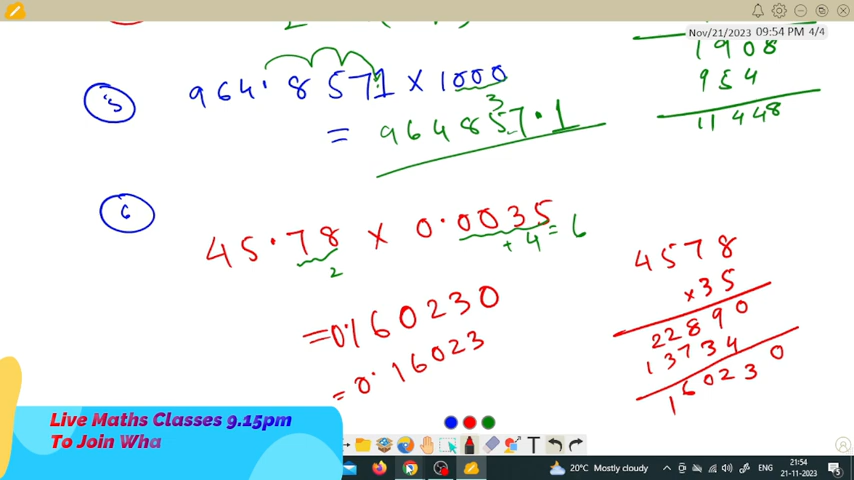 Nov/21/2023 09:54 PM 4/4
1908
954
11448
5 964.8571 × 1000
3
= 964857.1
6
45.78 × 0.0035
2 + 4 = 6
= 0.160230
= 0.16023
4578
×35
22890
13734
160230
Live Maths Classes 9.15pm
To Join Wha
T
20°C Mostly cloudy
ENG
21:54
21-11-2023
5